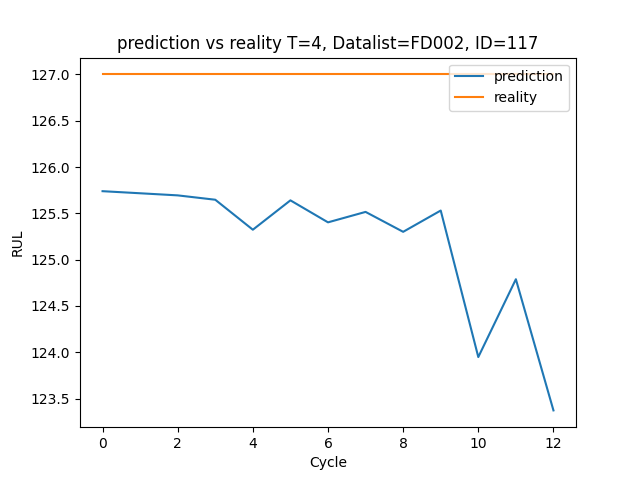 prediction vs reality T=4, Datalist=FD002, ID=117
127.0
126.5
126.0
125.5
125.0
124.5
124.0
123.5
RUL
prediction
reality
0 2 4 6 8 10 12
Cycle